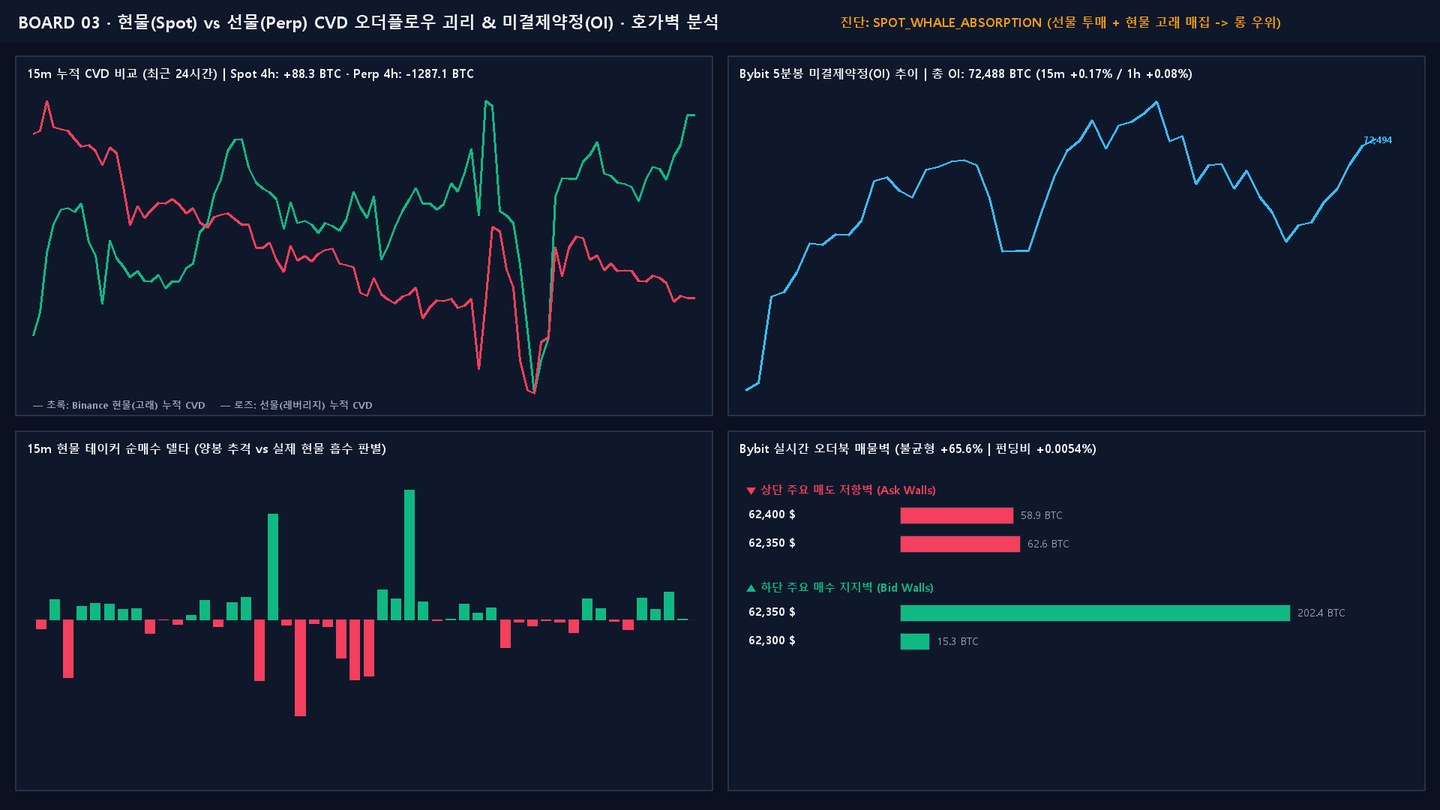 BOARD 03 · 현물(Spot) vs 선물(Perp) CVD 오더플로우 괴리 & 미결제약정(OI) · 호가벽 분석
진단: SPOT_WHALE_ABSORPTION (선물 투매 + 현물 고래 매집 -> 롱 우위)
15m 누적 CVD 비교 (최근 24시간) | Spot 4h: +88.3 BTC · Perp 4h: -1287.1 BTC
— 초록: Binance 현물(고래) 누적 CVD — 로즈: 선물(레버리지) 누적 CVD
Bybit 5분봉 미결제약정(OI) 추이 | 총 OI: 72,488 BTC (15m +0.17% / 1h +0.08%)
72,494
15m 현물 테이커 순매수 델타 (양봉 추격 vs 실제 현물 흡수 판별)
Bybit 실시간 오더북 매물벽 (불균형 +65.6% | 펀딩비 +0.0054%)
▼ 상단 주요 매도 저항벽 (Ask Walls)
62,400 $ 58.9 BTC
62,350 $ 62.6 BTC
▲ 하단 주요 매수 지지벽 (Bid Walls)
62,350 $ 202.4 BTC
62,300 $ 15.3 BTC